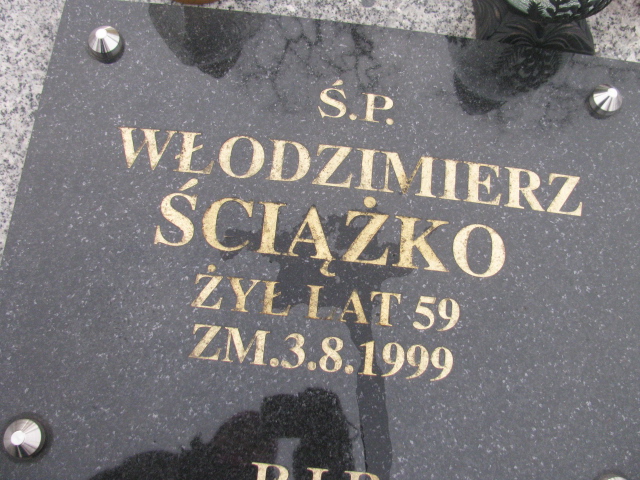 Ś.P.
WŁODZIMIERZ
ŚCIĄŻKO
ŻYŁ LAT 59
ZM.3.8.1999
R.I.P.